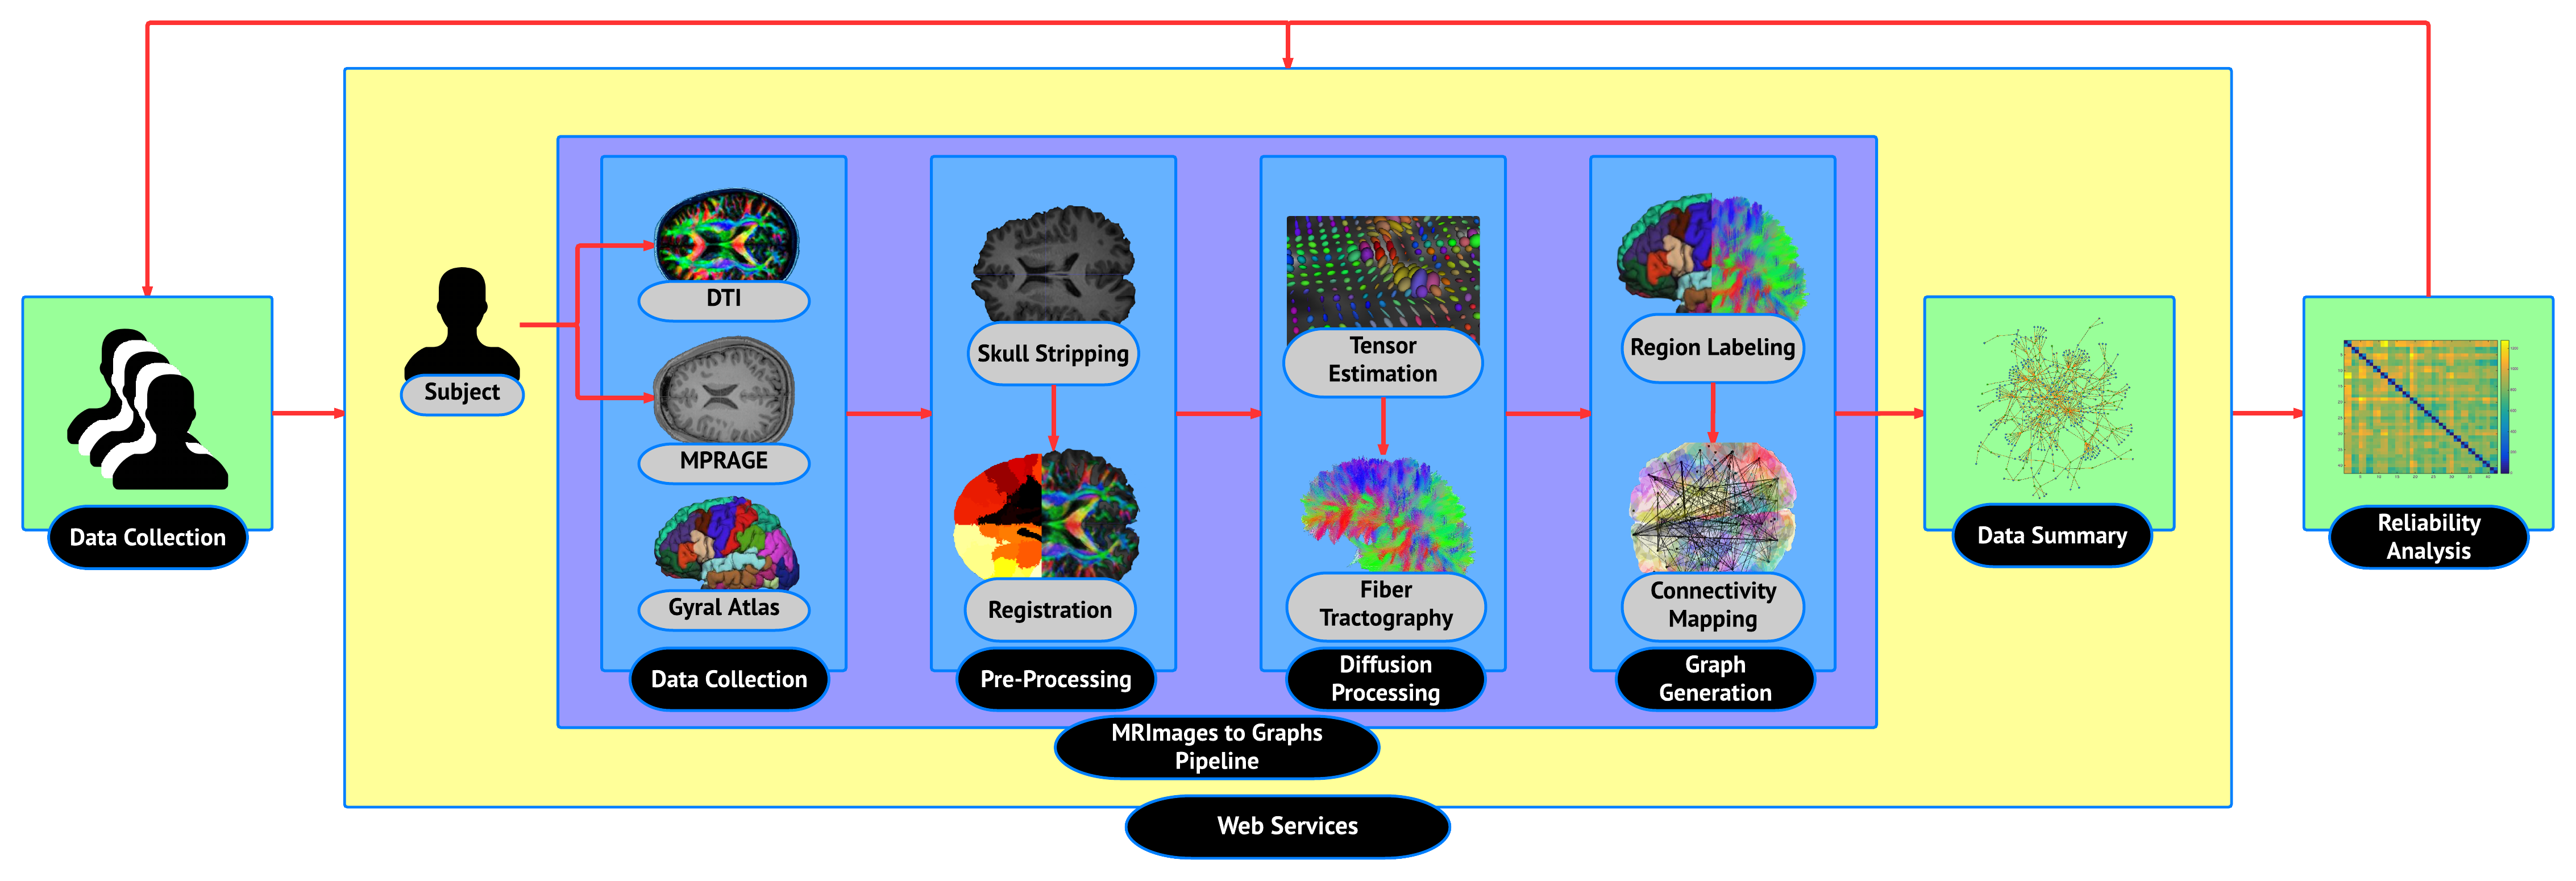 Data Collection
Subject
DTI
MPRAGE
Gyral Atlas
Data Collection
Skull Stripping
Registration
Pre-Processing
Tensor
Estimation
Fiber
Tractography
Diffusion
Processing
Region Labeling
Connectivity
Mapping
Graph
Generation
MRImages to Graphs
Pipeline
Web Services
Data Summary
Reliability
Analysis